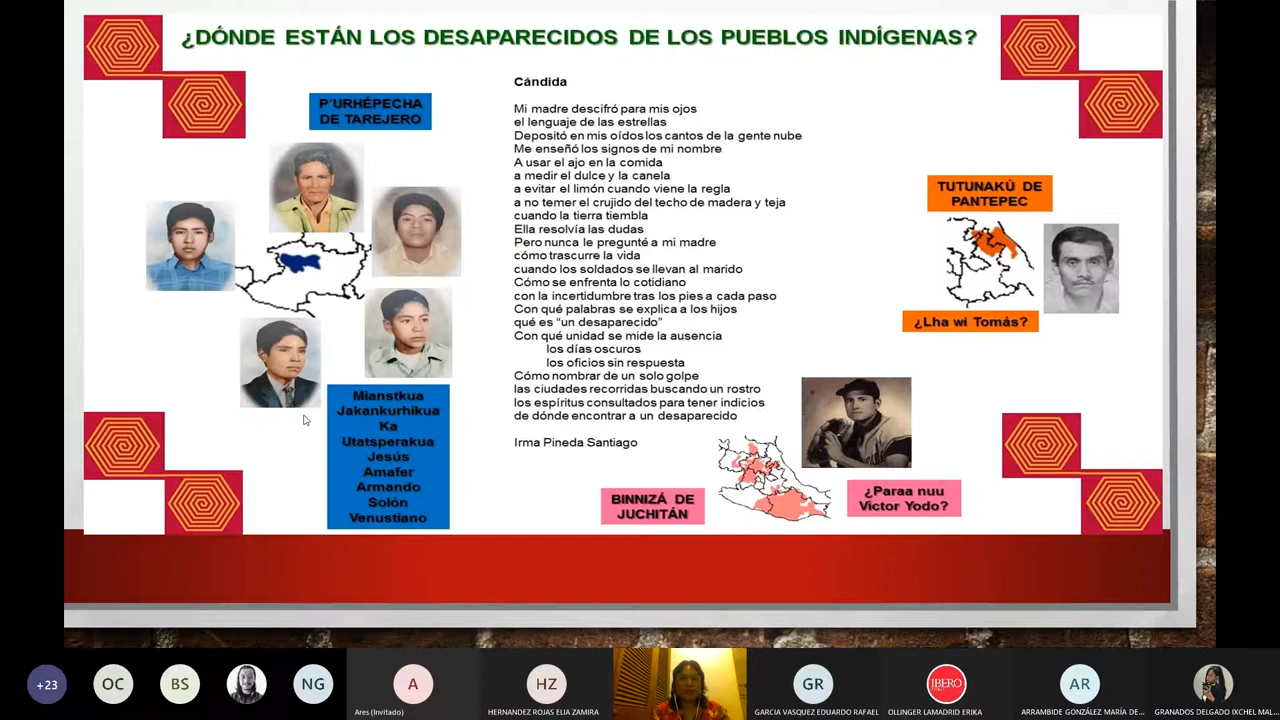 ¿DÓNDE ESTÁN LOS DESAPARECIDOS DE LOS PUEBLOS INDÍGENAS?
P´URHÉPECHA
DE TAREJERO
Mianstkua
Jakankurhikua
Ka
Utatsperakua
Jesús
Amafer
Armando
Solón
Venustiano
Cándida
Mi madre descifró para mis ojos
el lenguaje de las estrellas
Depositó en mis oídos los cantos de la gente nube
Me enseñó los signos de mi nombre
A usar el ajo en la comida
a medir el dulce y la canela
a evitar el limón cuando viene la regla
a no temer el crujido del techo de madera y teja
cuando la tierra tiembla
Ella resolvía las dudas
Pero nunca le pregunté a mi madre
cómo trascurre la vida
cuando los soldados se llevan al marido
Cómo se enfrenta lo cotidiano
con la incertidumbre tras los pies a cada paso
Con qué palabras se explica a los hijos
qué es “un desaparecido”
Con qué unidad se mide la ausencia
los días oscuros
los oficios sin respuesta
Cómo nombrar de un solo golpe
las ciudades recorridas buscando un rostro
los espíritus consultados para tener indicios
de dónde encontrar a un desaparecido
Irma Pineda Santiago
BINNIZÁ DE
JUCHITÁN
¿Paraa nuu
Víctor Yodo?
TUTUNAKÚ DE
PANTEPEC
¿Lha wi Tomás?
+23
OC
BS
NG
A
Ares (Invitado)
HZ
HERNANDEZ ROJAS ELIA ZAMIRA
GR
GARCIA VASQUEZ EDUARDO RAFAEL
IBERO
OLLINGER LAMADRID ERIKA
AR
ARRAMBIDE GONZÁLEZ MARÍA DE...
GRANADOS DELGADO IXCHEL MAL...